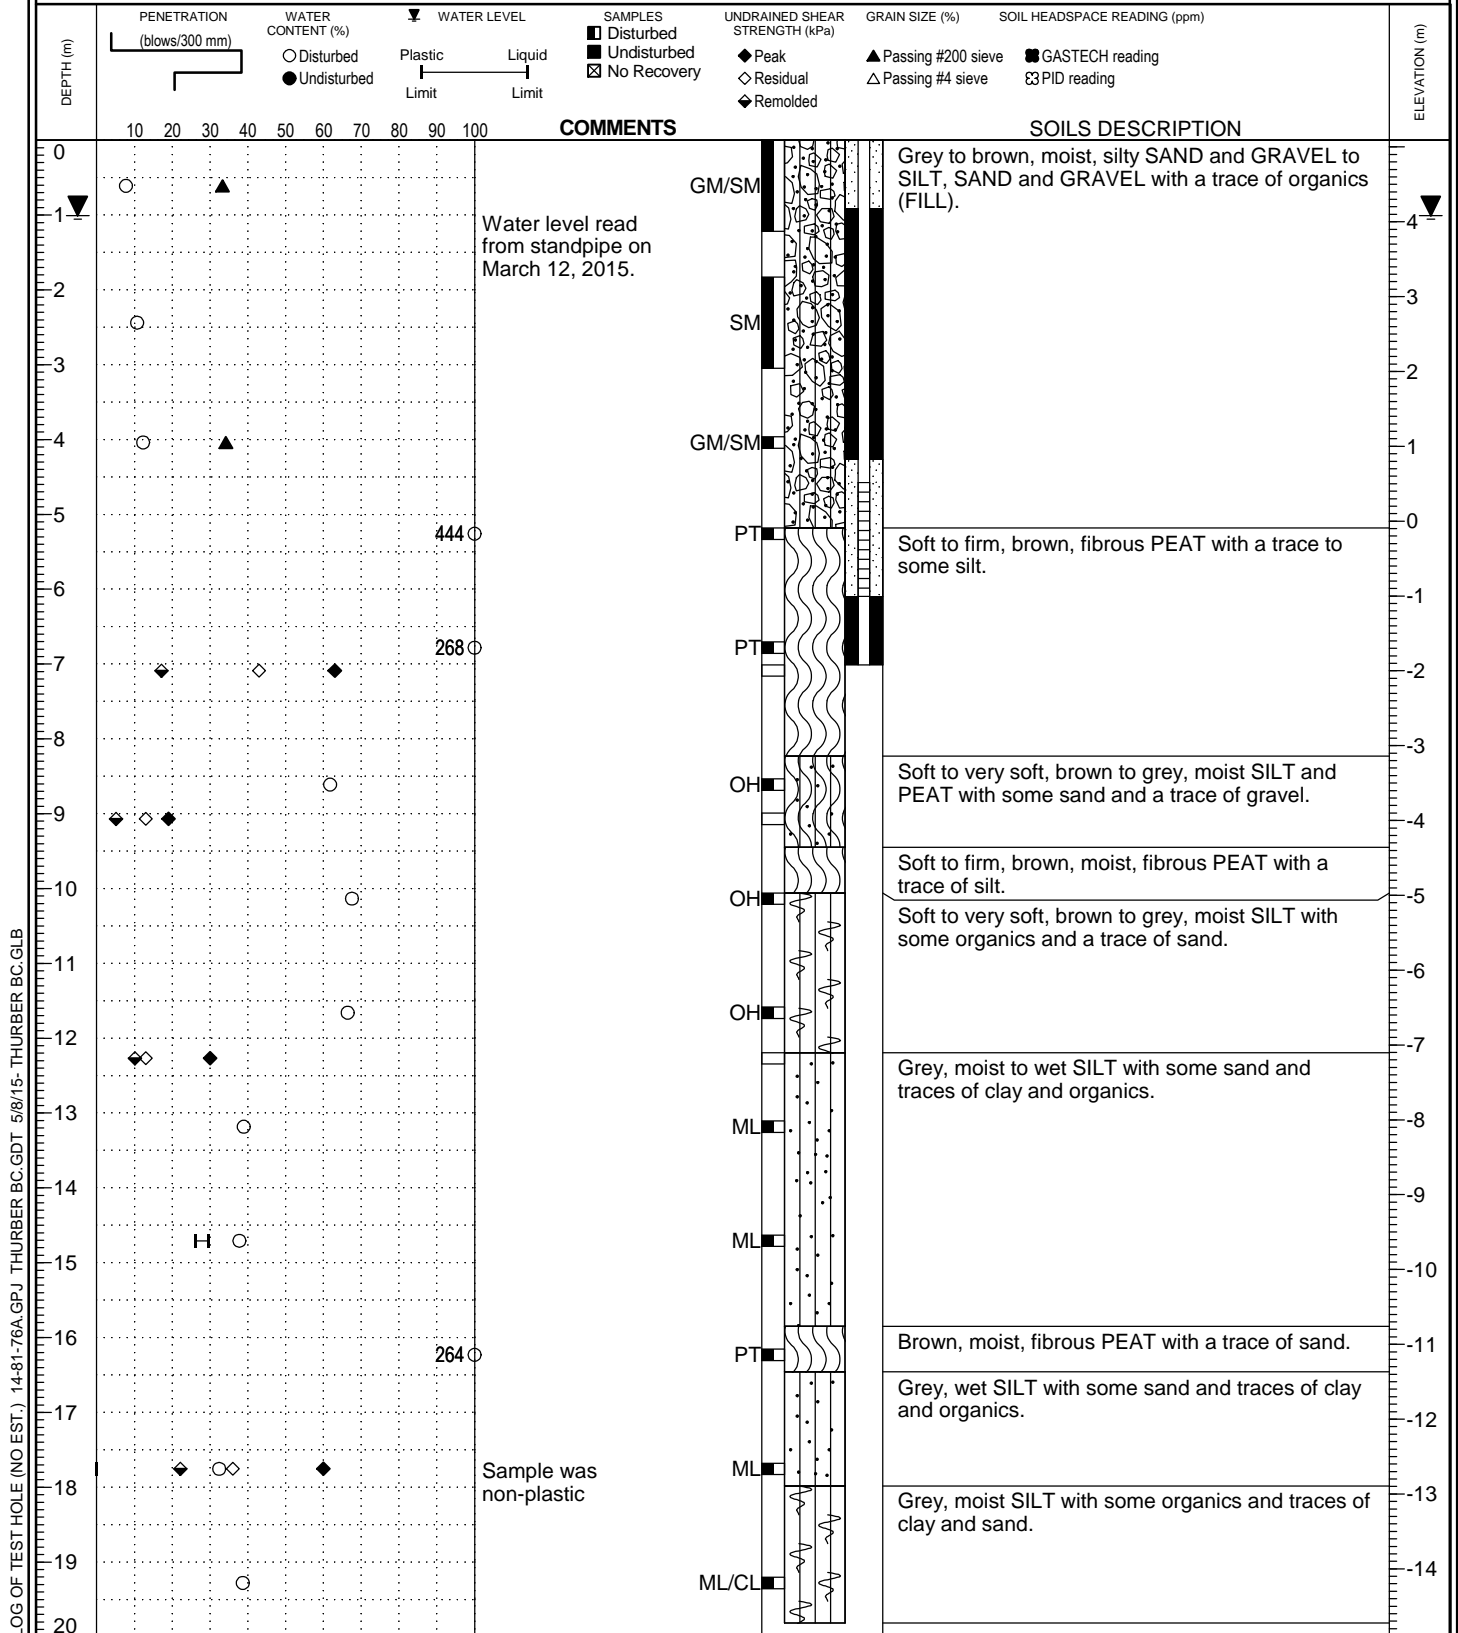 DEPTH (m)
PENETRATION
(blows/300 mm)
WATER
CONTENT (%)
Disturbed
Undisturbed
WATER LEVEL
Plastic Liquid
Limit Limit
SAMPLES
Disturbed
Undisturbed
No Recovery
UNDRAINED SHEAR
STRENGTH (kPa)
Peak
Residual
Remolded
GRAIN SIZE (%)
Passing #200 sieve
Passing #4 sieve
SOIL HEADSPACE READING (ppm)
GASTECH reading
PID reading
ELEVATION (m)
10 20 30 40 50 60 70 80 90 100
COMMENTS
SOILS DESCRIPTION
0
GM/SM
Grey to brown, moist, silty SAND and GRAVEL to
SILT, SAND and GRAVEL with a trace of organics
(FILL).
1
4
Water level read
from standpipe on
March 12, 2015.
2
3
SM
3
2
4
GM/SM
1
5
0
444
PT
Soft to firm, brown, fibrous PEAT with a trace to
some silt.
6
-1
268
PT
7
-2
8
-3
OH
Soft to very soft, brown to grey, moist SILT and
PEAT with some sand and a trace of gravel.
9
-4
Soft to firm, brown, moist, fibrous PEAT with a
trace of silt.
10
OH
-5
Soft to very soft, brown to grey, moist SILT with
some organics and a trace of sand.
11
-6
OH
12
-7
Grey, moist to wet SILT with some sand and
traces of clay and organics.
13
ML
-8
14
-9
ML
15
-10
16
-11
264
PT
Brown, moist, fibrous PEAT with a trace of sand.
Grey, wet SILT with some sand and traces of clay
and organics.
17
-12
Sample was
non-plastic
ML
18
-13
Grey, moist SILT with some organics and traces of
clay and sand.
19
-14
ML/CL
20
LOG OF TEST HOLE (NO EST.) 14-81-76A.GPJ THURBER BC.GDT 5/8/15- THURBER BC.GLB